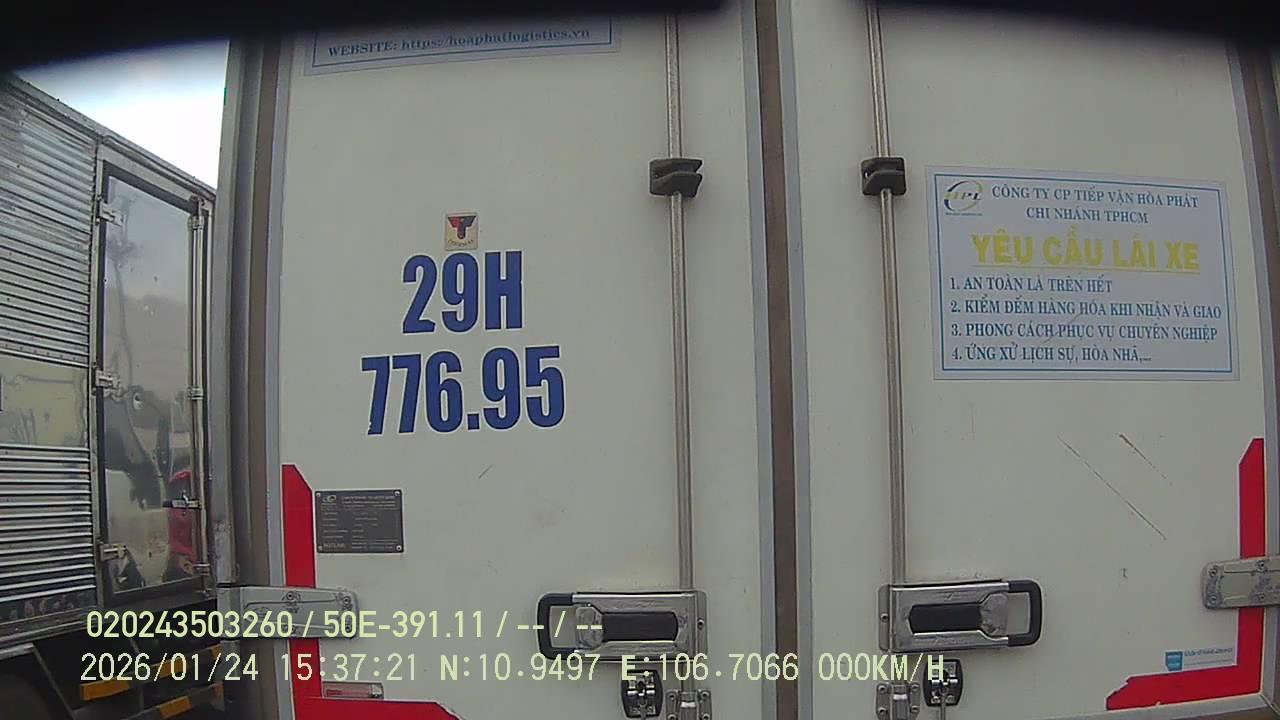 WEBSITE: https://hoaphatlogistics.vn
29H
776.95
HPL
CÔNG TY CP TIẾP VẬN HÒA PHÁT
CHI NHÁNH TPHCM
YÊU CẦU LÁI XE
1. AN TOÀN LÀ TRÊN HẾT
2. KIỂM ĐẾM HÀNG HÓA KHI NHẬN VÀ GIAO
3. PHONG CÁCH PHỤC VỤ CHUYÊN NGHIỆP
4. ỨNG XỬ LỊCH SỰ, HÒA NHÃ,...
020243503260 / 50E-391.11 / -- / --
2026/01/24 15:37:21 N:10.9497 E:106.7066 000KM/H